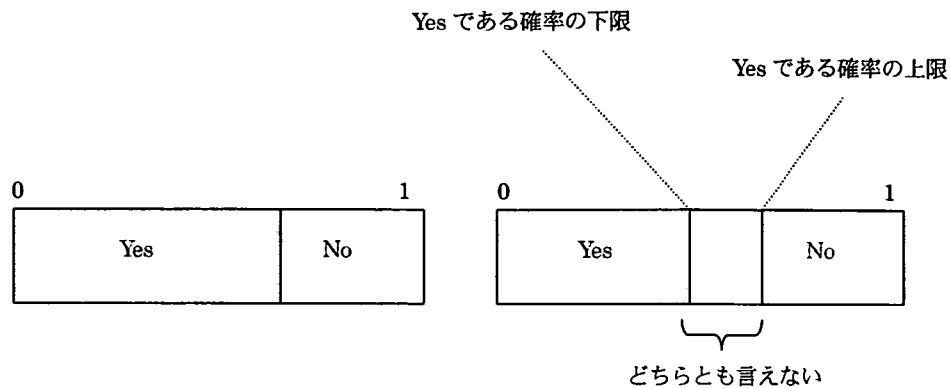 Yes である確率の下限
Yes である確率の上限
0 1 0 1
Yes No Yes No
どちらとも言えない